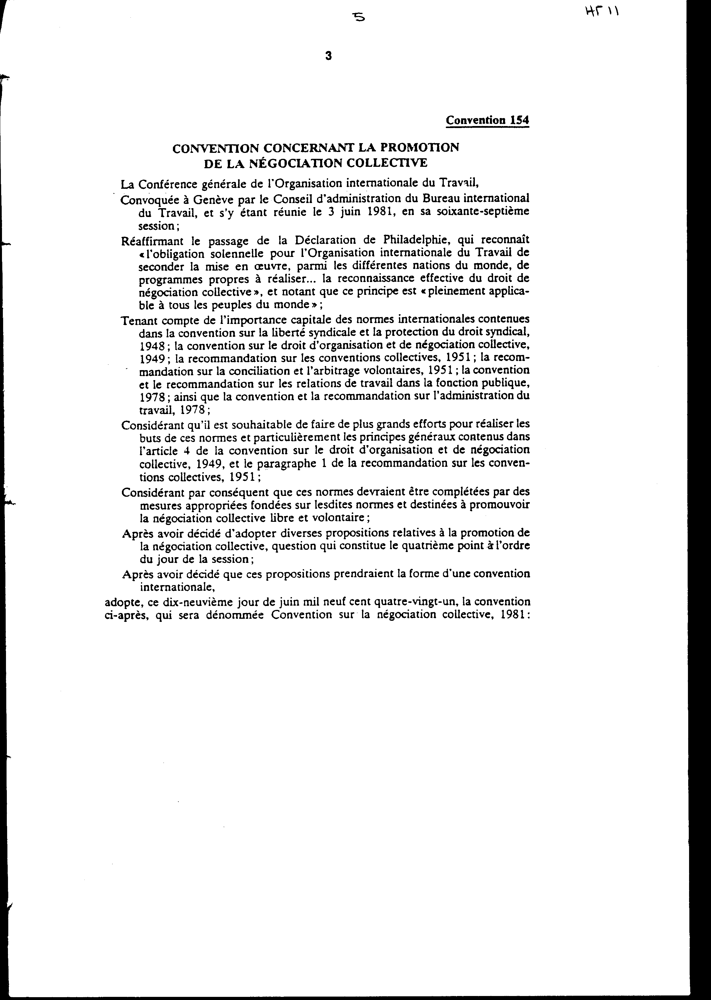 5
3
Convention 154
CONVENTION CONCERNANT LA PROMOTION
DE LA NÉGOCIATION COLLECTIVE
La Conférence générale de l'Organisation internationale du Travail,
Convoquée à Genève par le Conseil d'administration du Bureau international
du Travail, et s'y étant réunie le 3 juin 1981, en sa soixante-septième
session ;
Réaffirmant le passage de la Déclaration de Philadelphie, qui reconnaît
« l'obligation solennelle pour l'Organisation internationale du Travail de
seconder la mise en œuvre, parmi les différentes nations du monde, de
programmes propres à réaliser... la reconnaissance effective du droit de
négociation collective », et notant que ce principe est « pleinement applica-
ble à tous les peuples du monde » ;
Tenant compte de l'importance capitale des normes internationales contenues
dans la convention sur la liberté syndicale et la protection du droit syndical,
1948 ; la convention sur le droit d'organisation et de négociation collective,
1949 ; la recommandation sur les conventions collectives, 1951 ; la recom-
mandation sur la conciliation et l'arbitrage volontaires, 1951 ; la convention
et le recommandation sur les relations de travail dans la fonction publique,
1978 ; ainsi que la convention et la recommandation sur l'administration du
travail, 1978 ;
Considérant qu'il est souhaitable de faire de plus grands efforts pour réaliser les
buts de ces normes et particulièrement les principes généraux contenus dans
l'article 4 de la convention sur le droit d'organisation et de négociation
collective, 1949, et le paragraphe 1 de la recommandation sur les conven-
tions collectives, 1951 ;
Considérant par conséquent que ces normes devraient être complétées par des
mesures appropriées fondées sur lesdites normes et destinées à promouvoir
la négociation collective libre et volontaire ;
Après avoir décidé d'adopter diverses propositions relatives à la promotion de
la négociation collective, question qui constitue le quatrième point à l'ordre
du jour de la session ;
Après avoir décidé que ces propositions prendraient la forme d'une convention
internationale,
adopte, ce dix-neuvième jour de juin mil neuf cent quatre-vingt-un, la convention
ci-après, qui sera dénommée Convention sur la négociation collective, 1981 :